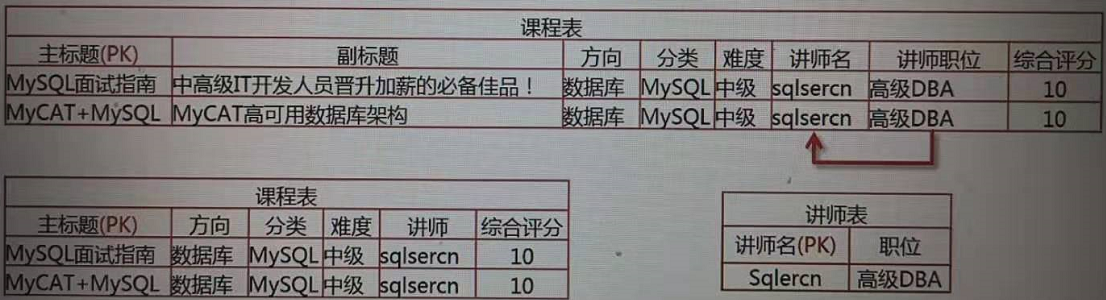 课程表
主标题(PK) 副标题 方向 分类 难度 讲师名 讲师职位 综合评分
MySQL面试指南 中高级IT开发人员晋升加薪的必备佳品！ 数据库 MySQL 中级 sqlsercn 高级DBA 10
MyCAT+MySQL MyCAT高可用数据库架构 数据库 MySQL 中级 sqlsercn 高级DBA 10
课程表
主标题(PK) 方向 分类 难度 讲师 综合评分
MySQL面试指南 数据库 MySQL 中级 sqlsercn 10
MyCAT+MySQL 数据库 MySQL 中级 sqlsercn 10
讲师表
讲师名(PK) 职位
Sqlercn 高级DBA